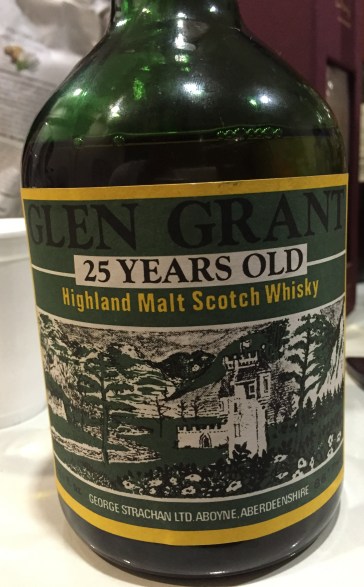 GLEN GRANT
25 YEARS OLD
Highland Malt Scotch Whisky
GEORGE STRACHAN LTD. ABOYNE. ABERDEENSHIRE